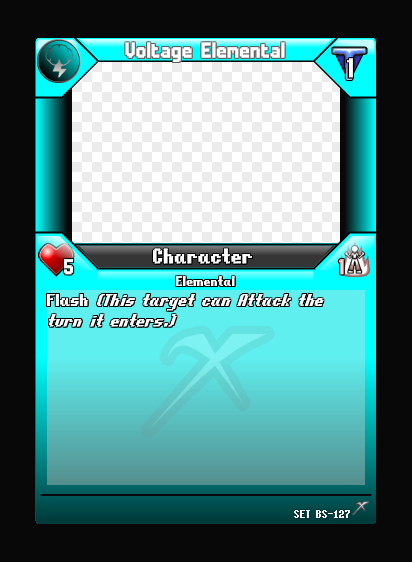 Voltage Elemental
1
Character
5
1
Elemental
Flash (This target can Attack the
turn it enters.)
SET BS-127